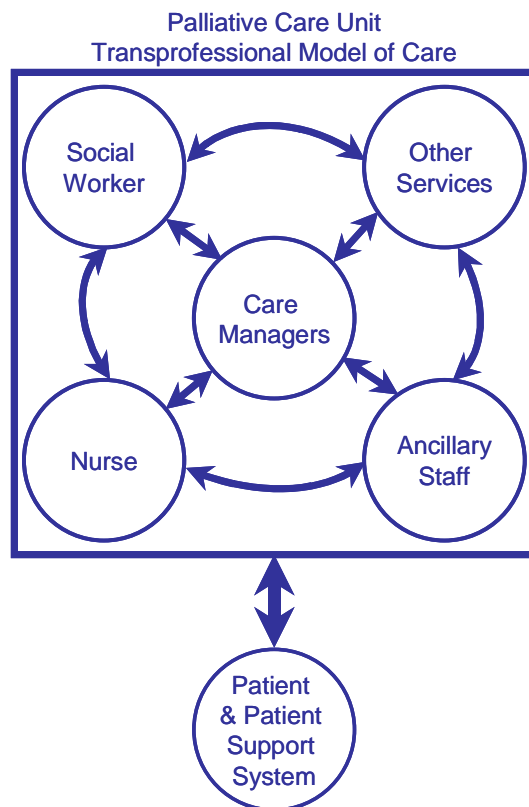 Palliative Care Unit
Transprofessional Model of Care
Social
Worker
Other
Services
Care
Managers
Nurse
Ancillary
Staff
Patient
& Patient
Support
System